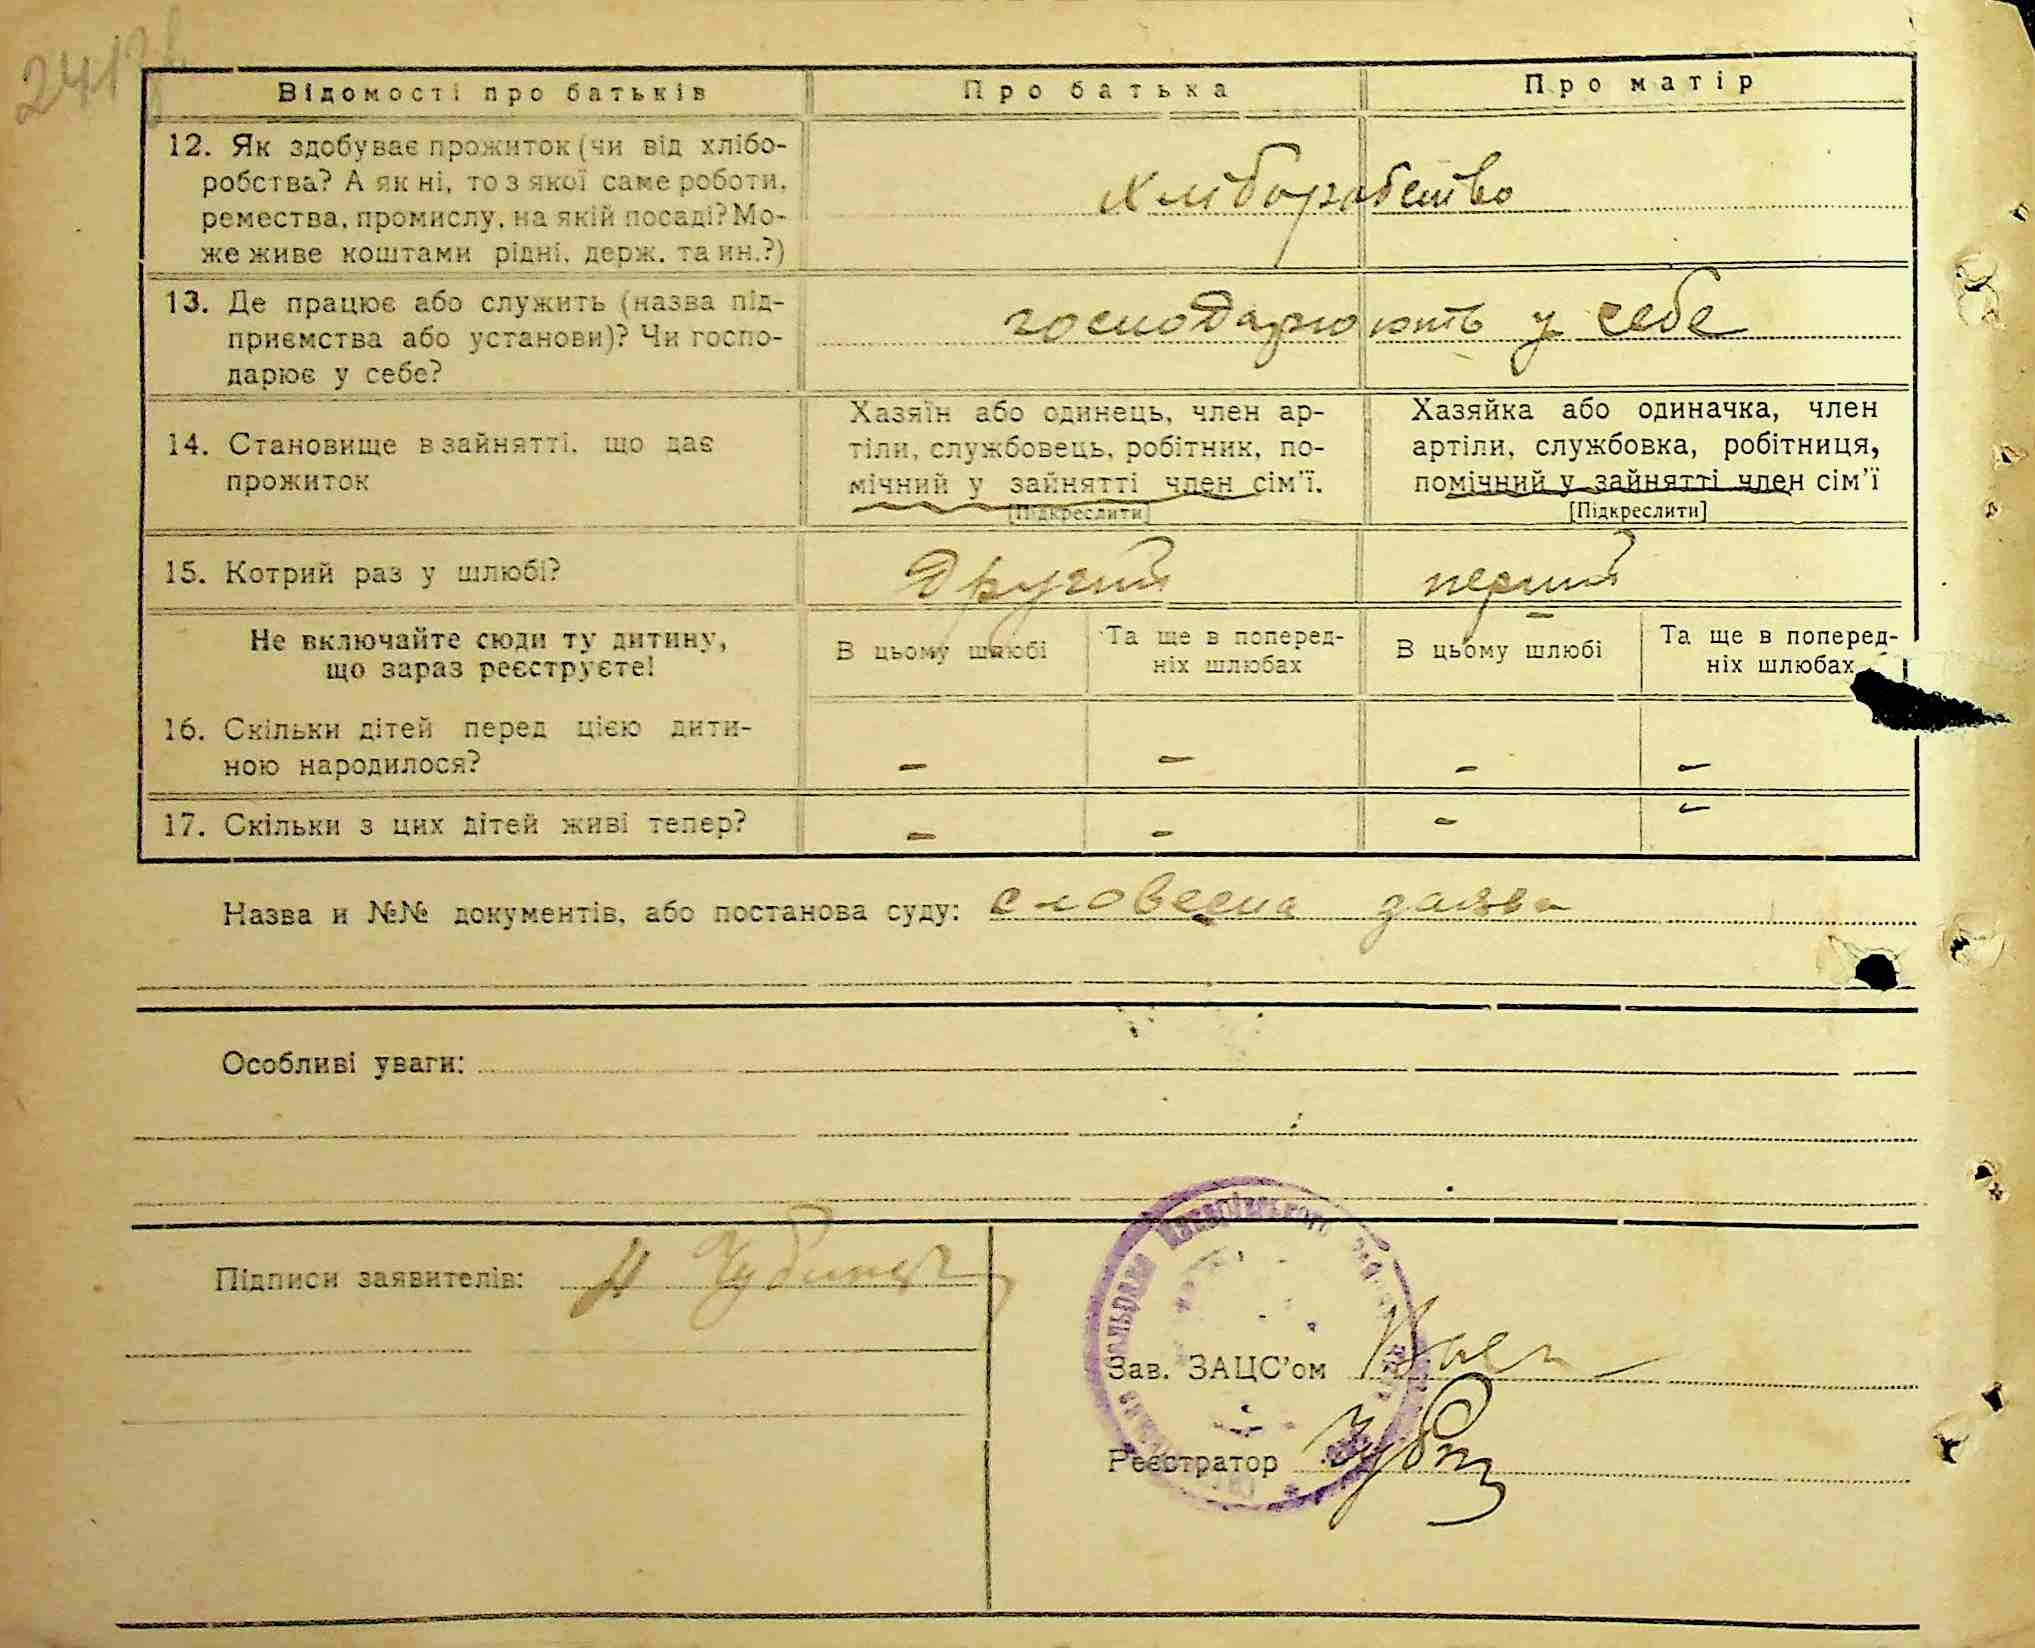 Відомості про батьків Про батька Про матір
12. Як здобуває прожиток (чи від хлібо-
робства? А як ні, то з якої саме роботи,
ремества, промислу, на якій посаді? Мо-
же живе коштами рідні, держ. та ин.?)
хліборобство
13. Де працює або служить (назва під-
приємства або установи)? Чи госпо-
дарює у себе?
господарюють у себе
14. Становище в зайнятті, що дає
прожиток
Хазяїн або одинець, член ар-
тіли, службовець, робітник, по-
мічний у зайнятті член сім'ї.
[Підкреслити]
Хазяйка або одиначка, член
артіли, службовка, робітниця,
помічний у зайнятті член сім'ї
[Підкреслити]
15. Котрий раз у шлюбі? Другий перший
Не включайте сюди ту дитину,
що зараз реєструєте!
В цьому шлюбі
Та ще в поперед-
ніх шлюбах
В цьому шлюбі
Та ще в поперед-
ніх шлюбах
16. Скільки дітей перед цією дити-
ною народилося? – – – –
17. Скільки з цих дітей живі тепер? – – – –
Назва и №№ документів, або постанова суду: словесна заява
Особливі уваги:
Підписи заявителів:
Зав. ЗАЦС'ом
Реєстратор